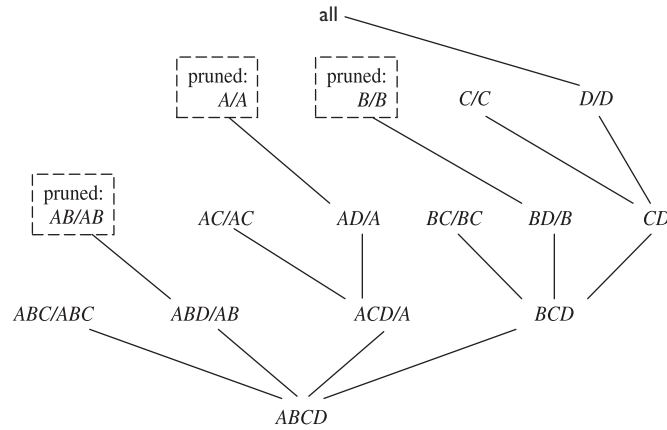 all
pruned:
A/A
pruned:
B/B
C/C
D/D
pruned:
AB/AB
AC/AC
AD/A
BC/BC
BD/B
CD
ABC/ABC
ABD/AB
ACD/A
BCD
ABCD